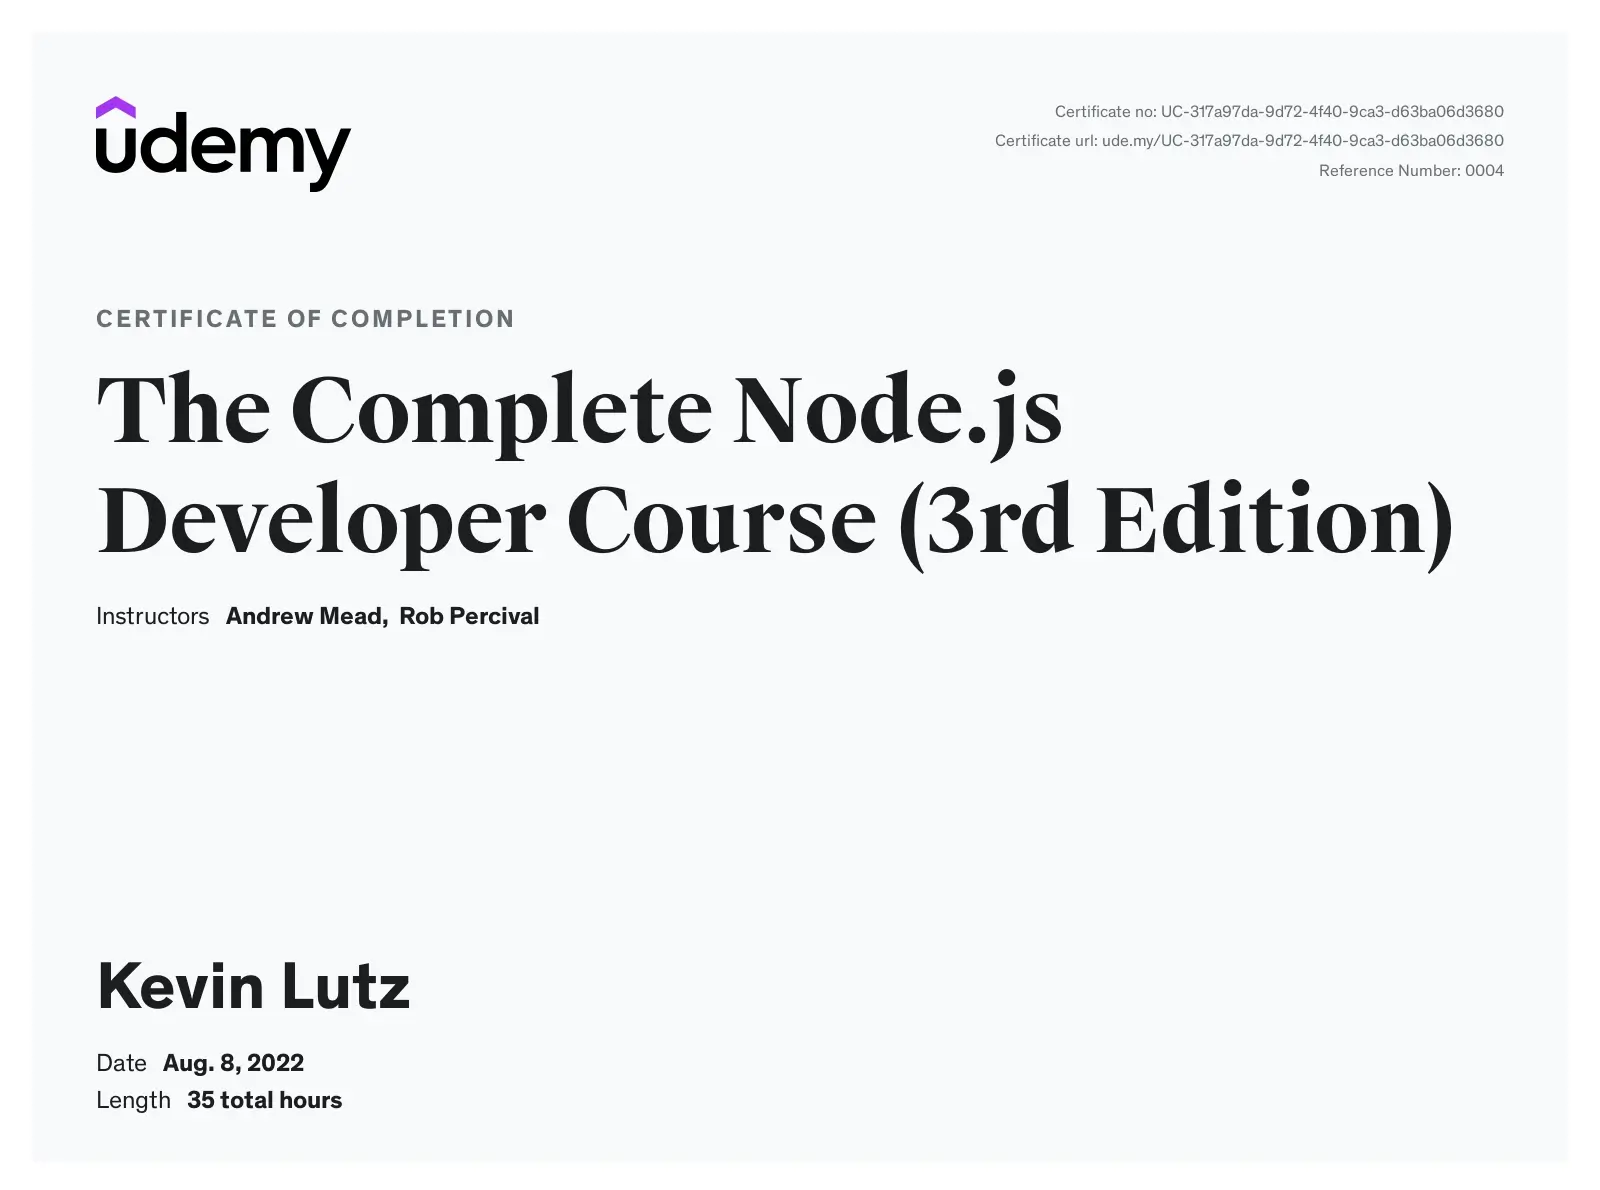 udemy
Certificate no: UC-317a97da-9d72-4f40-9ca3-d63ba06d3680
Certificate url: ude.my/UC-317a97da-9d72-4f40-9ca3-d63ba06d3680
Reference Number: 0004
CERTIFICATE OF COMPLETION
The Complete Node.js
Developer Course (3rd Edition)
Instructors Andrew Mead, Rob Percival
Kevin Lutz
Date Aug. 8, 2022
Length 35 total hours